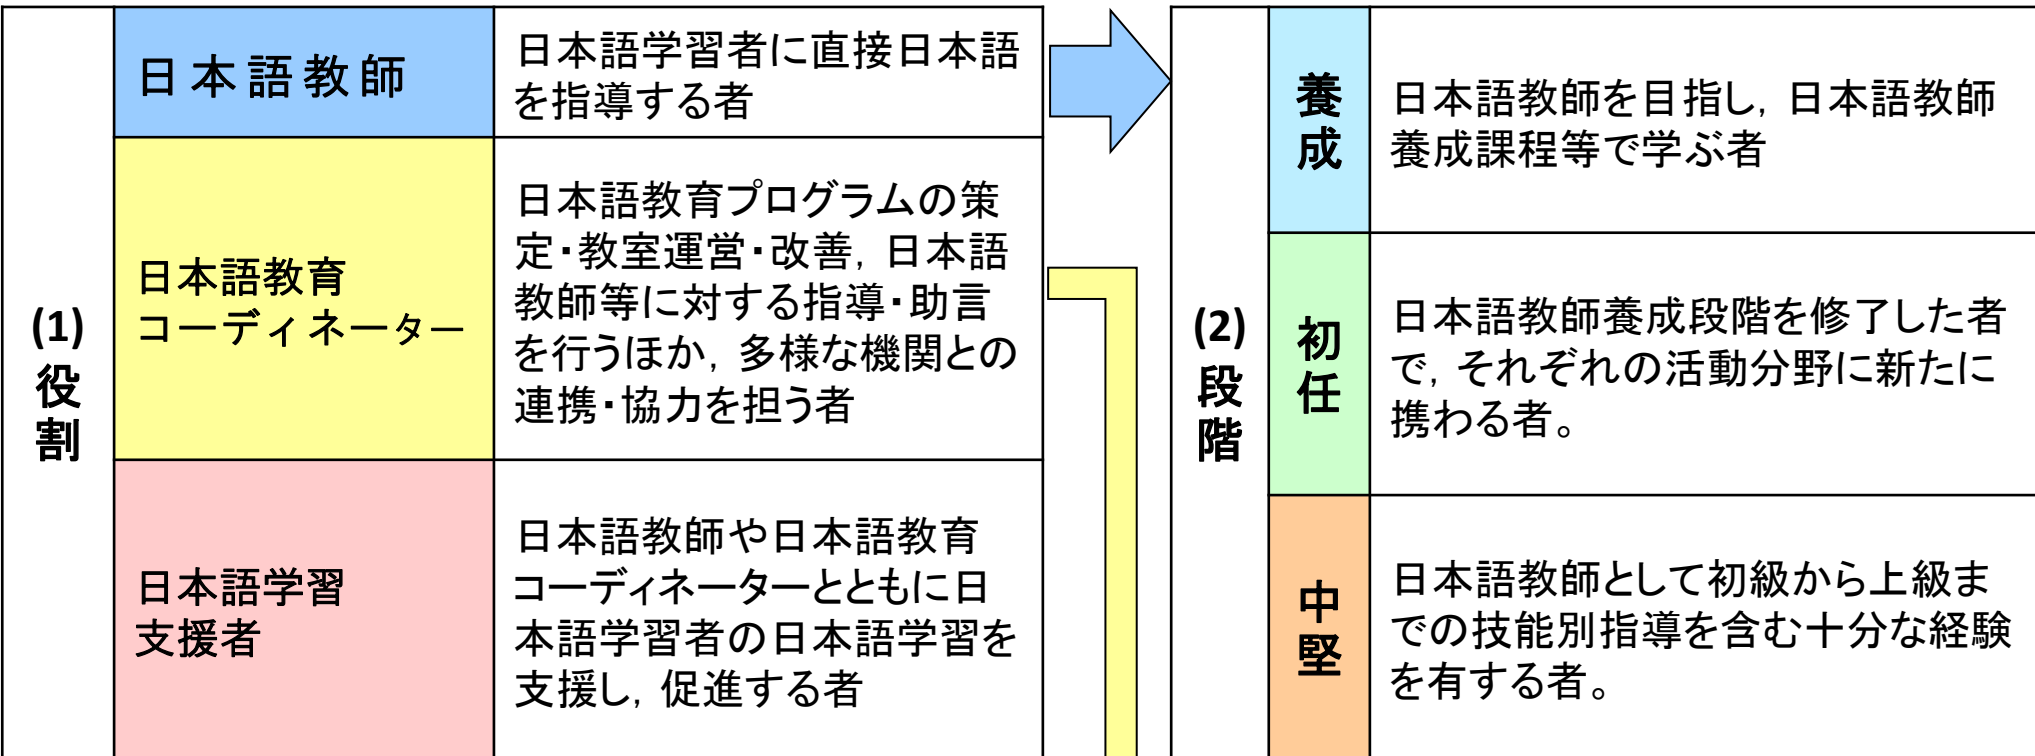 (1)
役
割
日本語教師
日本語学習者に直接日本語
を指導する者
日本語教育
コーディネーター
日本語教育プログラムの策
定・教室運営・改善，日本語
教師等に対する指導・助言
を行うほか，多様な機関との
連携・協力を担う者
日本語学習
支援者
日本語教師や日本語教育
コーディネーターとともに日
本語学習者の日本語学習を
支援し，促進する者
(2)
段
階
養
成
日本語教師を目指し，日本語教師
養成課程等で学ぶ者
初
任
日本語教師養成段階を修了した者
で，それぞれの活動分野に新たに
携わる者。
中
堅
日本語教師として初級から上級ま
での技能別指導を含む十分な経験
を有する者。